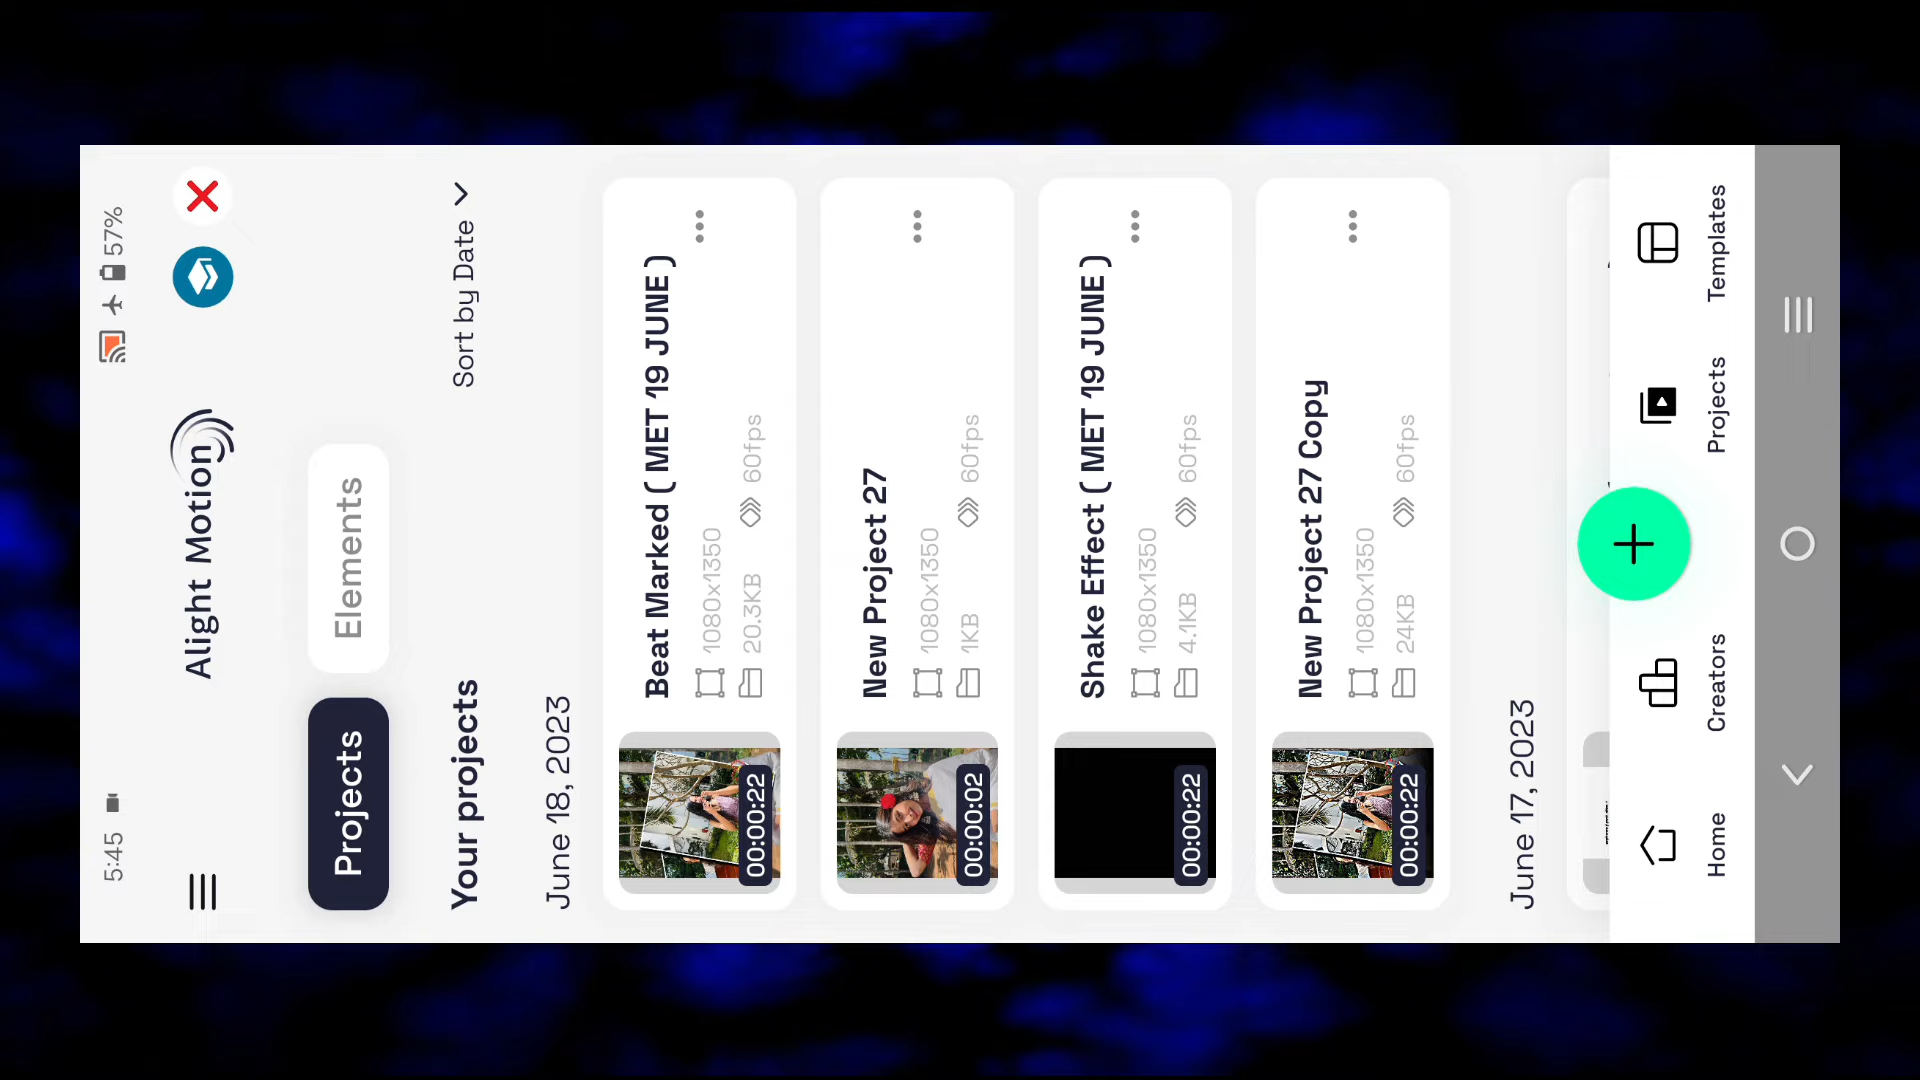 5:45
57%
Alight Motion
Projects
Elements
Your projects
Sort by Date
June 18, 2023
Beat Marked ( MET 19 JUNE )
1080x1350
20.3KB
60fps
00:00:22
New Project 27
1080x1350
1KB
60fps
00:00:02
Shake Effect ( MET 19 JUNE )
1080x1350
4.1KB
60fps
00:00:22
New Project 27 Copy
1080x1350
24KB
60fps
00:00:22
June 17, 2023
Home
Creators
Projects
Templates